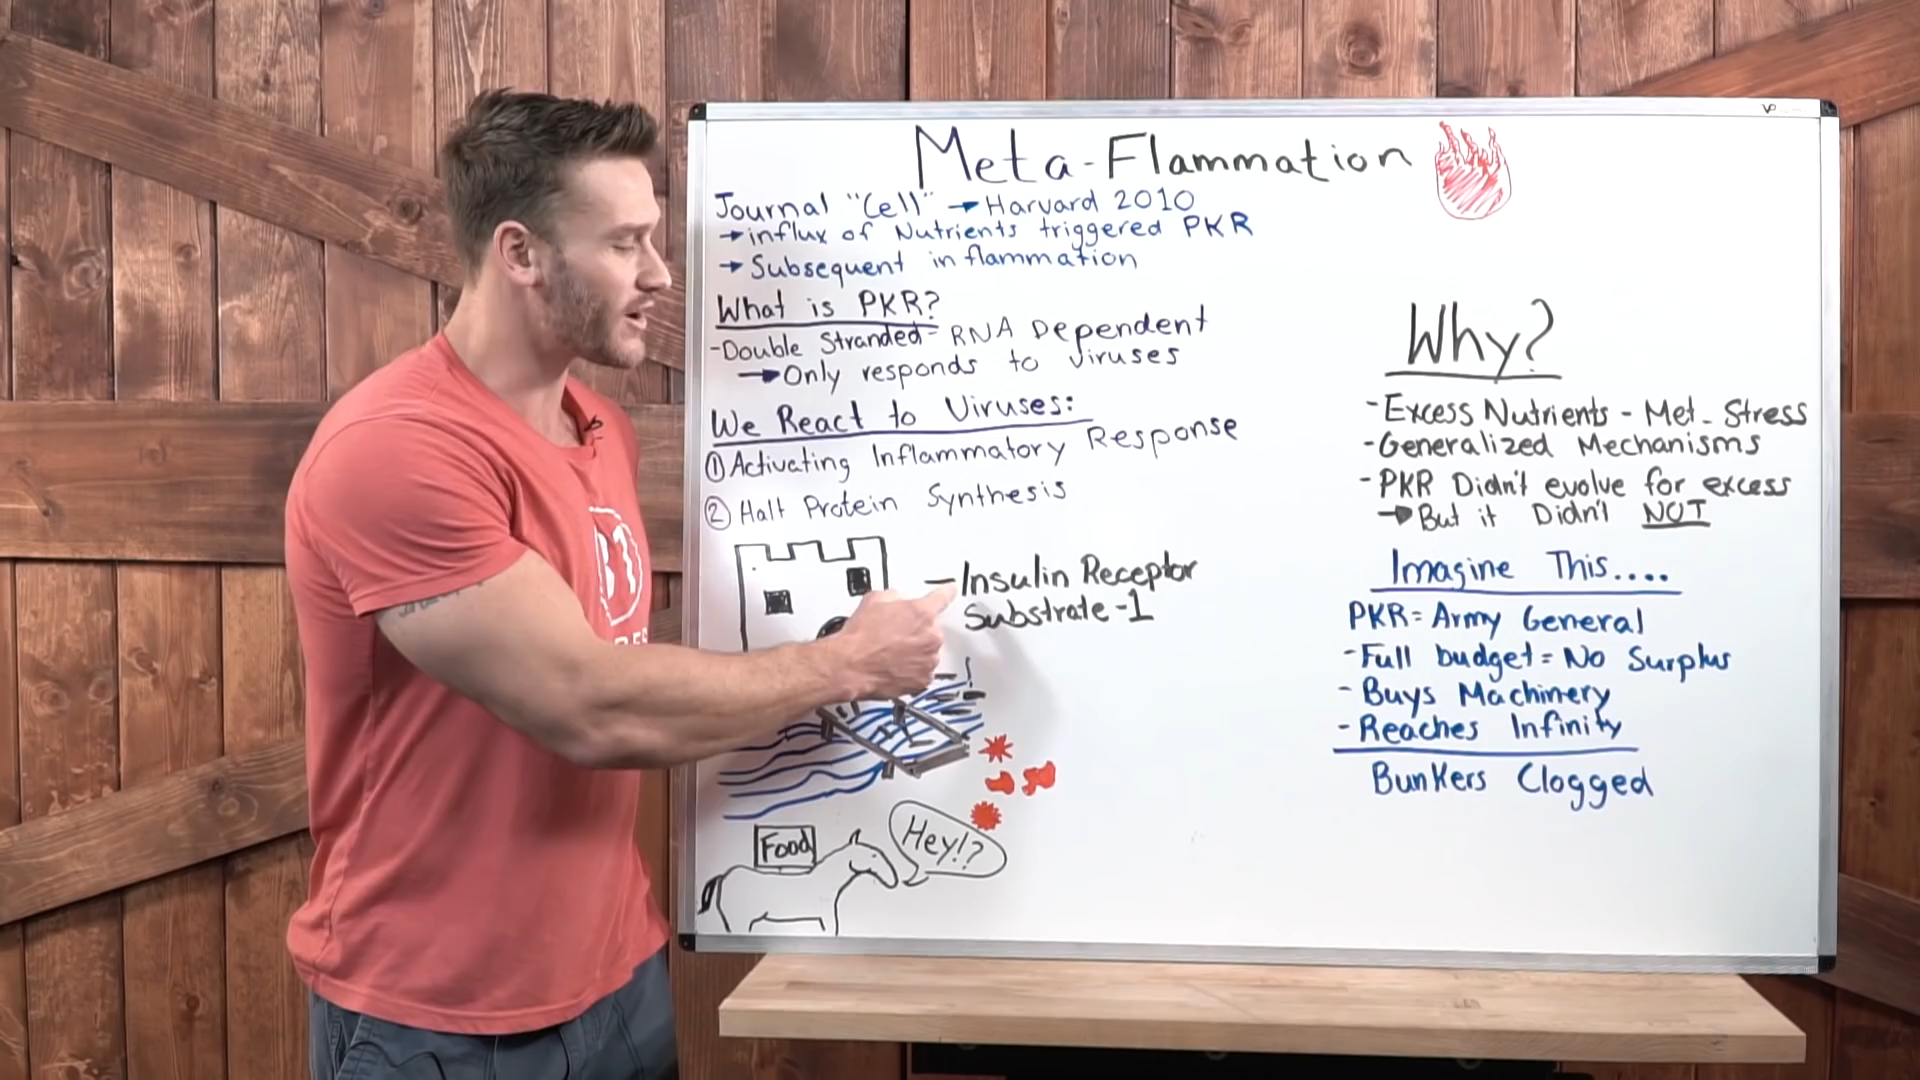 Meta-Flammation
Journal "Cell" → Harvard 2010
→ influx of Nutrients triggered PKR
→ Subsequent inflammation
What is PKR?
- Double Stranded - RNA Dependent
→ Only responds to Viruses
We React to Viruses:
① Activating Inflammatory Response
② Halt Protein Synthesis
- Insulin Receptor
Substrate-1
Food
Hey!?
Why?
- Excess Nutrients - Met. Stress
- Generalized Mechanisms
- PKR Didn't evolve for excess
→ But it Didn't NOT
Imagine This....
PKR = Army General
- Full budget = No Surplus
- Buys Machinery
- Reaches Infinity
Bunkers Clogged